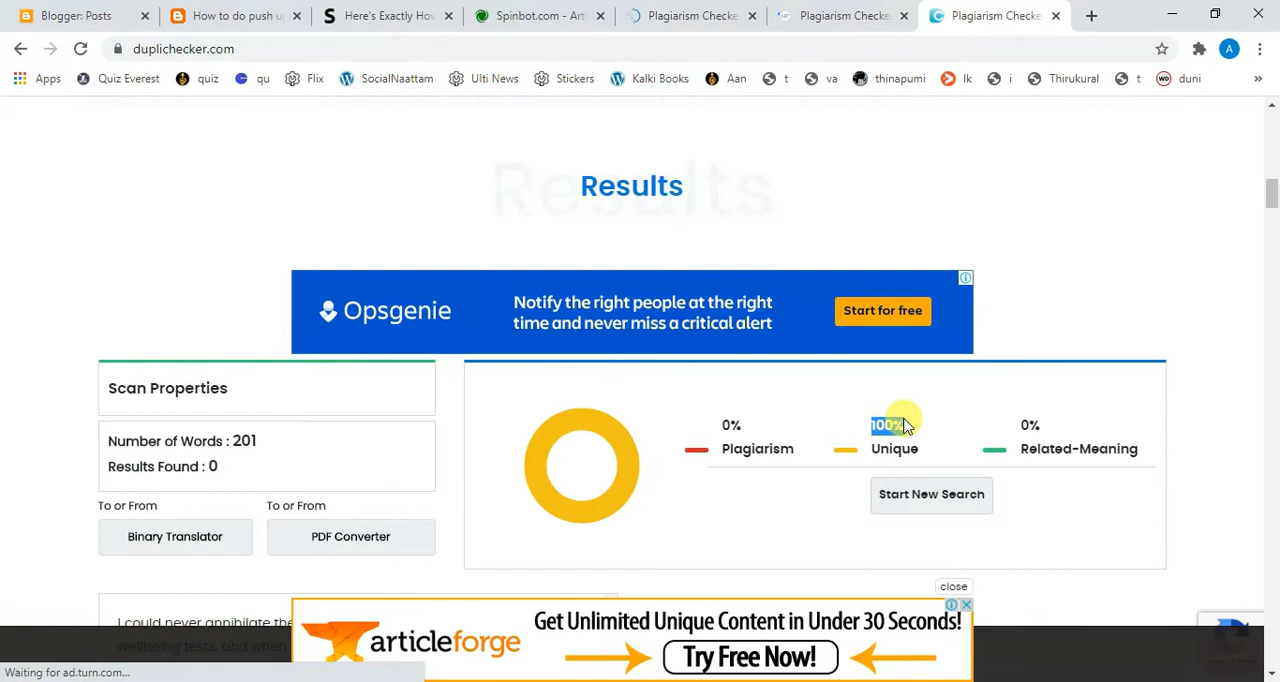 Blogger: Posts
How to do push u
Here's Exactly Ho
Spinbot.com - Art
Plagiarism Checke
Plagiarism Checke
Plagiarism Checke
duplichecker.com
A
Apps
Quiz Everest
quiz
qu
Flix
SocialNaattam
Ulti News
Stickers
Kalki Books
Aan
t
va
thinapumi
lk
i
Thirukural
t
duni
»
Results
Results
Opsgenie
Notify the right people at the right
time and never miss a critical alert
Start for free
Scan Properties
Number of Words : 201
Results Found : 0
To or From
To or From
Binary Translator
PDF Converter
0%
Plagiarism
100%
Unique
0%
Related-Meaning
Start New Search
close
I could never annihilate the
wellbeing tests, and when
articleforge
Get Unlimited Unique Content in Under 30 Seconds!
Try Free Now!
Waiting for ad.turn.com...